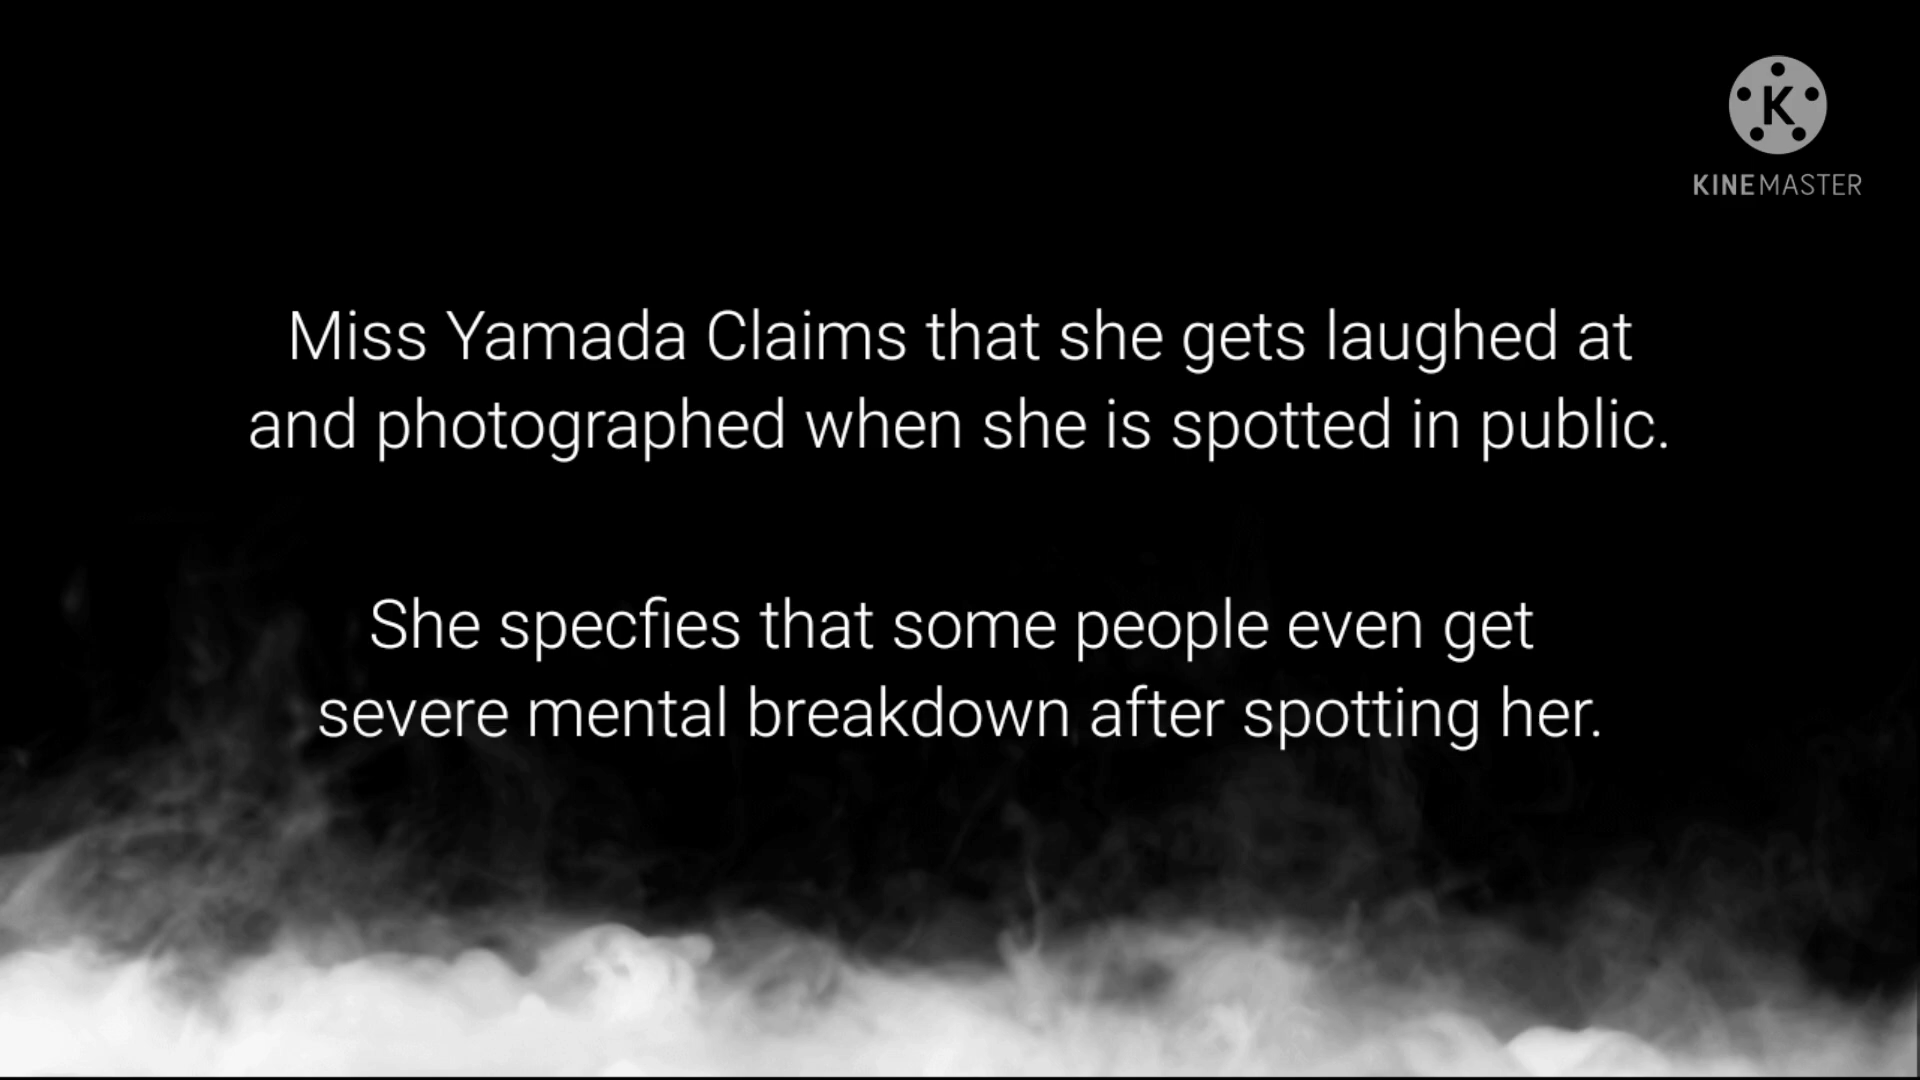 K
KINEMASTER
Miss Yamada Claims that she gets laughed at
and photographed when she is spotted in public.
She specfies that some people even get
severe mental breakdown after spotting her.